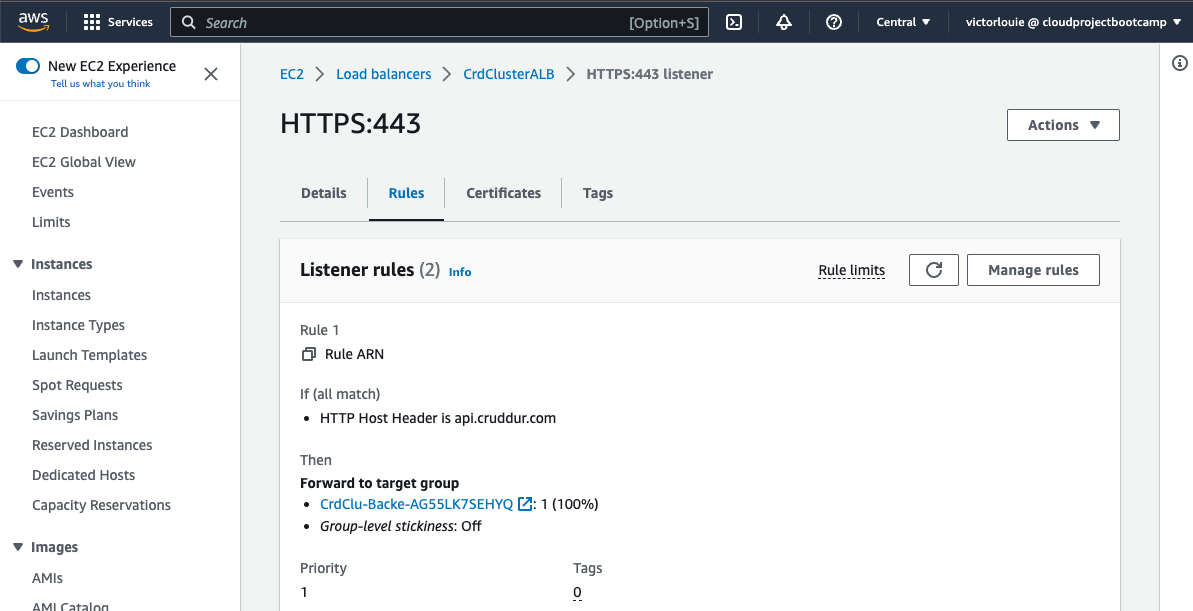 aws
Services
Search
[Option+S]
Central
victorlouie @ cloudprojectbootcamp
New EC2 Experience
Tell us what you think
EC2 Dashboard
EC2 Global View
Events
Limits
Instances
Instances
Instance Types
Launch Templates
Spot Requests
Savings Plans
Reserved Instances
Dedicated Hosts
Capacity Reservations
Images
AMIs
AMI Catalog
EC2 > Load balancers > CrdClusterALB > HTTPS:443 listener
HTTPS:443
Actions
Details
Rules
Certificates
Tags
Listener rules (2) Info
Rule limits
Manage rules
Rule 1
Rule ARN
If (all match)
• HTTP Host Header is api.cruddur.com
Then
Forward to target group
• CrdClu-Backe-AG55LK7SEHYQ : 1 (100%)
• Group-level stickiness: Off
Priority
1
Tags
0